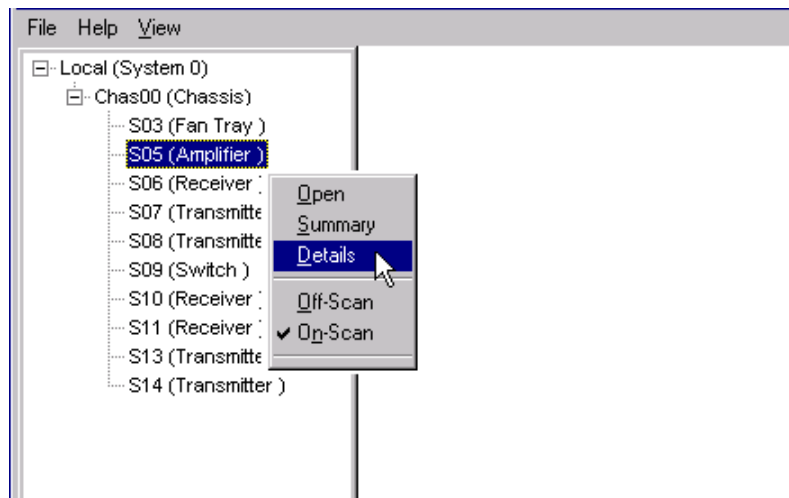 File Help View
Local (System 0)
Chas00 (Chassis)
S03 (Fan Tray )
S05 (Amplifier )
S06 (Receiver
S07 (Transmitte
S08 (Transmitte
S09 (Switch )
S10 (Receiver
S11 (Receiver
S13 (Transmitte
S14 (Transmitter )
Open
Summary
Details
Off-Scan
On-Scan